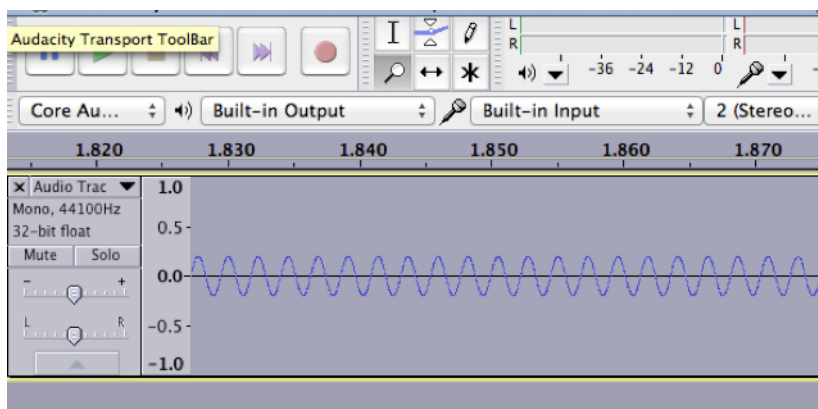 Audacity Transport ToolBar
L
R
L
R
-36 -24 -12 0
Core Au...
Built-in Output
Built-in Input
2 (Stereo...
1.820 1.830 1.840 1.850 1.860 1.870
Audio Trac
1.0
Mono, 44100Hz
32-bit float
0.5
Mute Solo
0.0
- +
L R
-0.5
-1.0